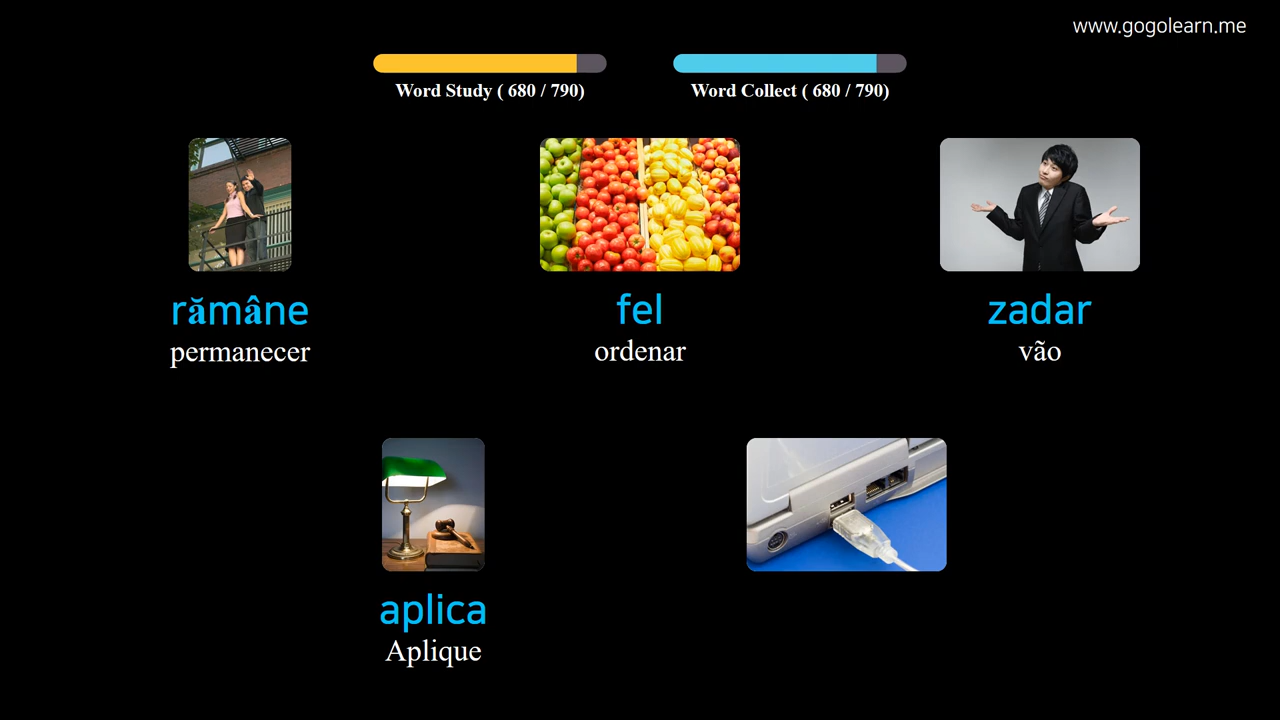 www.gogolearn.me
Word Study ( 680 / 790)
Word Collect ( 680 / 790)
rămâne
permanecer
fel
ordenar
zadar
vão
aplica
Aplique